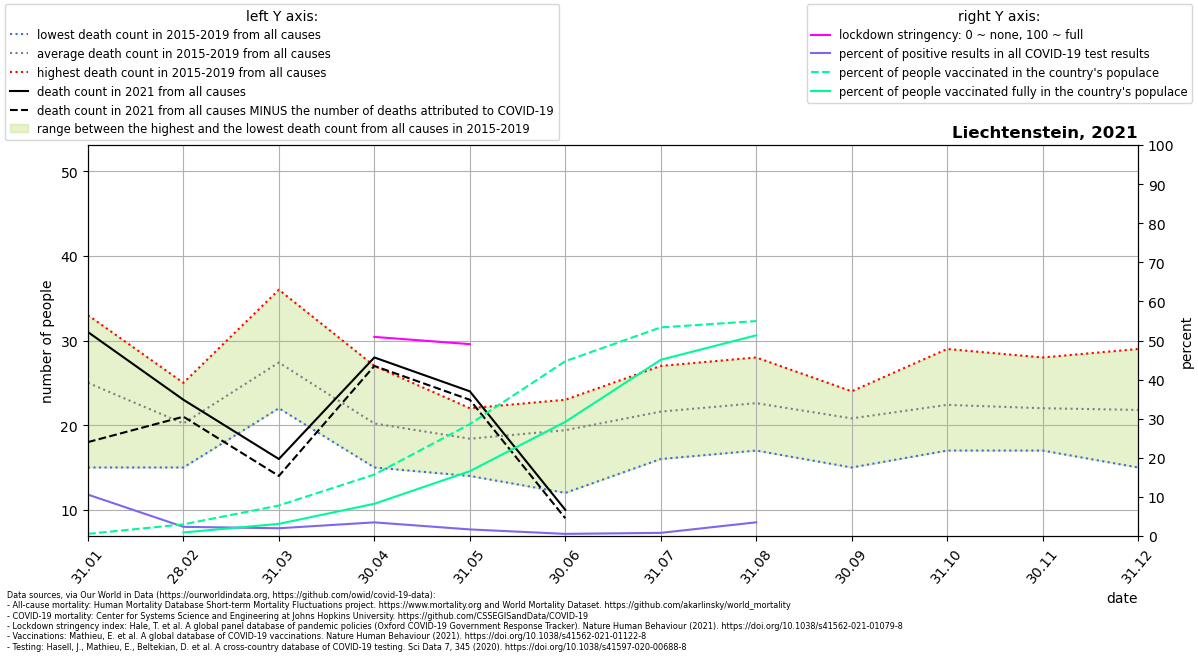 left Y axis:
lowest death count in 2015-2019 from all causes
average death count in 2015-2019 from all causes
highest death count in 2015-2019 from all causes
death count in 2021 from all causes
death count in 2021 from all causes MINUS the number of deaths attributed to COVID-19
range between the highest and the lowest death count from all causes in 2015-2019
right Y axis:
lockdown stringency: 0 ~ none, 100 ~ full
percent of positive results in all COVID-19 test results
percent of people vaccinated in the country's populace
percent of people vaccinated fully in the country's populace
Liechtenstein, 2021
number of people
50
40
30
20
10
100
90
80
70
60
50
40
30
20
10
0
percent
31.01
28.02
31.03
30.04
31.05
30.06
31.07
31.08
30.09
31.10
30.11
31.12
date
Data sources, via Our World in Data (https://ourworldindata.org, https://github.com/owid/covid-19-data):
- All-cause mortality: Human Mortality Database Short-term Mortality Fluctuations project. https://www.mortality.org and World Mortality Dataset. https://github.com/akarlinsky/world_mortality
- COVID-19 mortality: Center for Systems Science and Engineering at Johns Hopkins University. https://github.com/CSSEGISandData/COVID-19
- Lockdown stringency index: Hale, T. et al. A global panel database of pandemic policies (Oxford COVID-19 Government Response Tracker). Nature Human Behaviour (2021). https://doi.org/10.1038/s41562-021-01079-8
- Vaccinations: Mathieu, E. et al. A global database of COVID-19 vaccinations. Nature Human Behaviour (2021). https://doi.org/10.1038/s41562-021-01122-8
- Testing: Hasell, J., Mathieu, E., Beltekian, D. et al. A cross-country database of COVID-19 testing. Sci Data 7, 345 (2020). https://doi.org/10.1038/s41597-020-00688-8